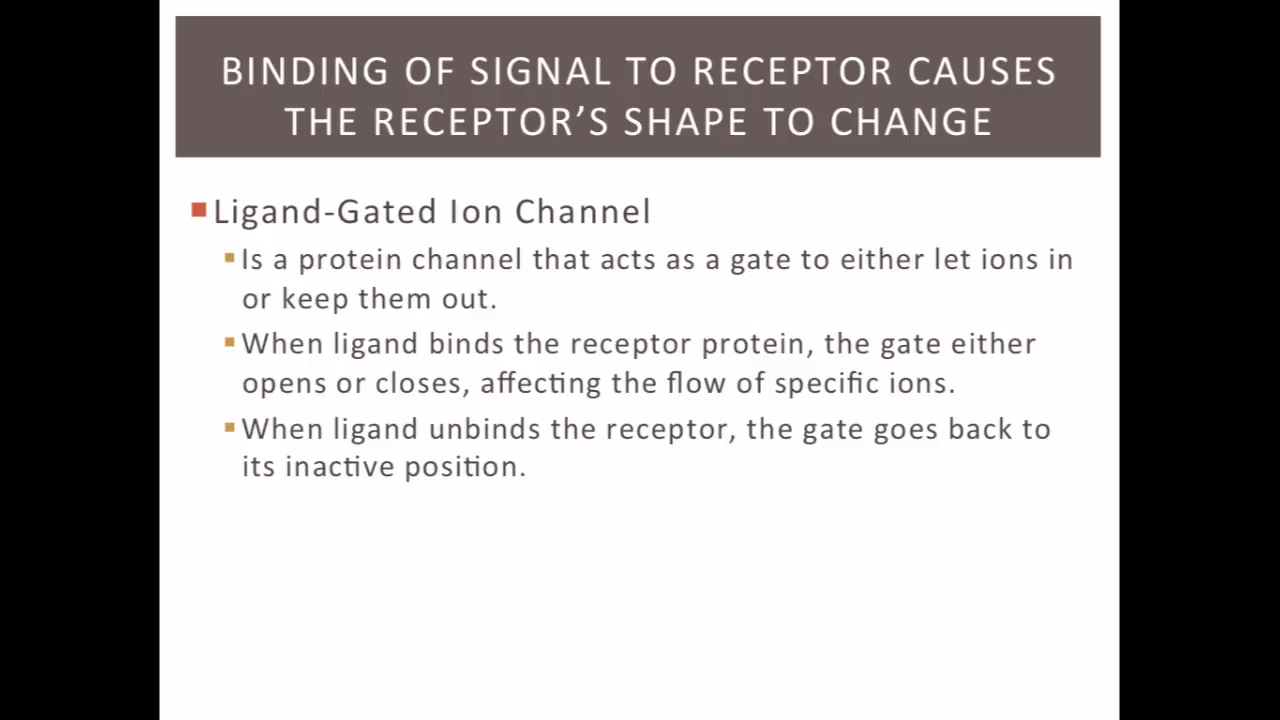 BINDING OF SIGNAL TO RECEPTOR CAUSES
THE RECEPTOR’S SHAPE TO CHANGE
Ligand-Gated Ion Channel
Is a protein channel that acts as a gate to either let ions in
or keep them out.
When ligand binds the receptor protein, the gate either
opens or closes, affecting the flow of specific ions.
When ligand unbinds the receptor, the gate goes back to
its inactive position.